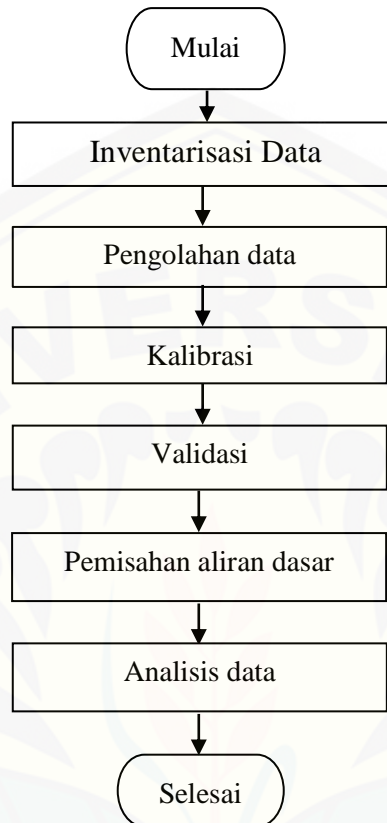 Mulai
Inventarisasi Data
Pengolahan data
Kalibrasi
Validasi
Pemisahan aliran dasar
Analisis data
Selesai